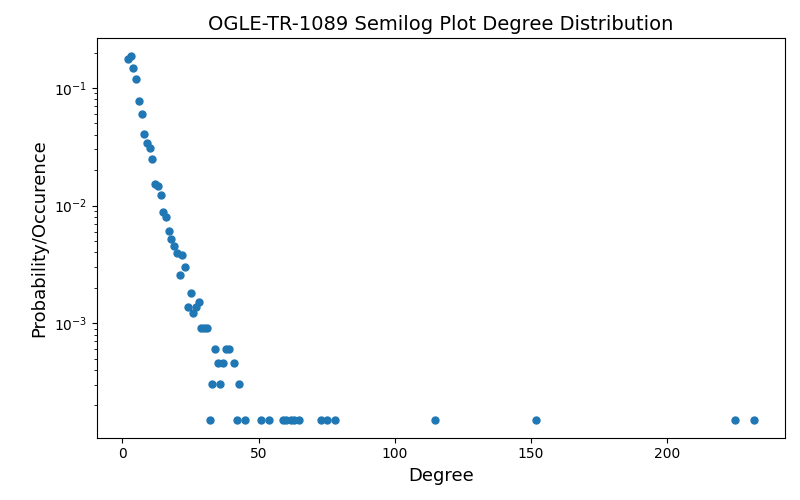 OGLE-TR-1089 Semilog Plot Degree Distribution
Probability/Occurence
10⁻¹
10⁻²
10⁻³
0 50 100 150 200
Degree